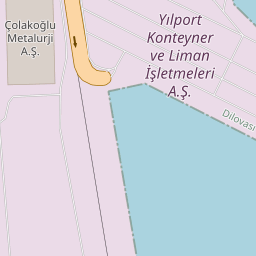 Çolakoğlu
Metalurji
A.Ş.
Yılport
Konteyner
ve Liman
İşletmeleri
A.Ş.
Dilovası